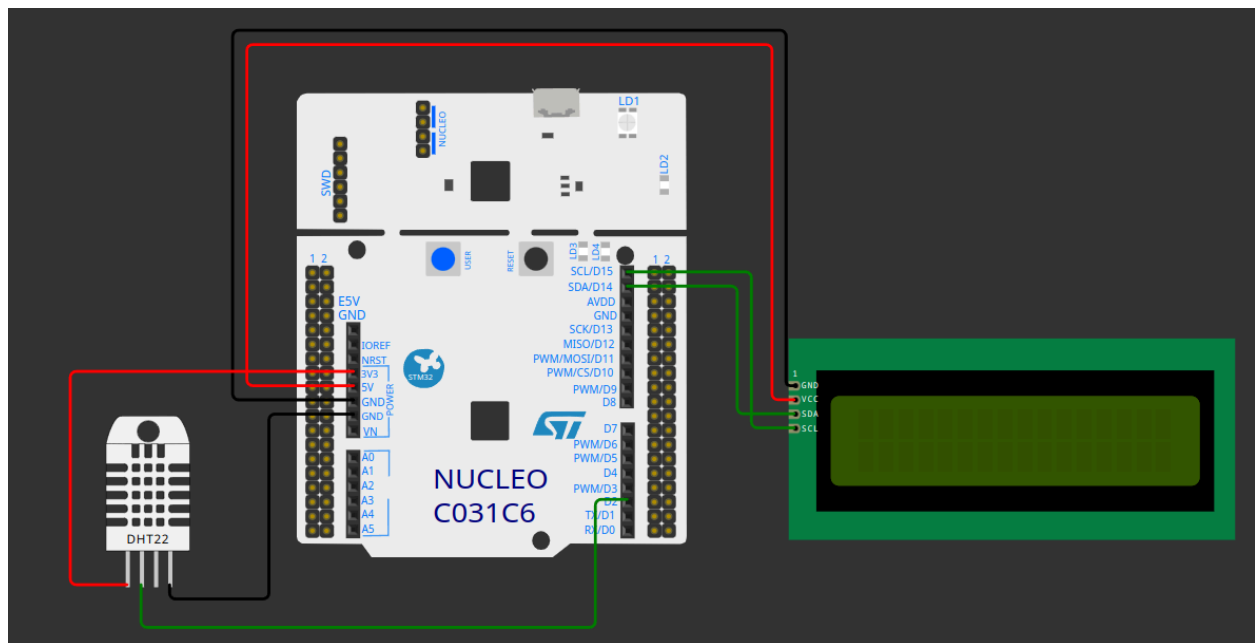 LD1
NUCLEO
LD2
SWD
USER
RESET
LD3
LD4
1 2
1 2
SCL/D15
SDA/D14
AVDD
GND
SCK/D13
MISO/D12
PWM/MOSI/D11
PWM/CS/D10
PWM/D9
D8
E5V
GND
IOREF
NRST
3V3
5V
GND
GND
VN
POWER
STM32
ST
D7
PWM/D6
PWM/D5
D4
PWM/D3
D2
TX/D1
RX/D0
A0
A1
A2
A3
A4
A5
NUCLEO
C031C6
DHT22
1
GND
VCC
SDA
SCL